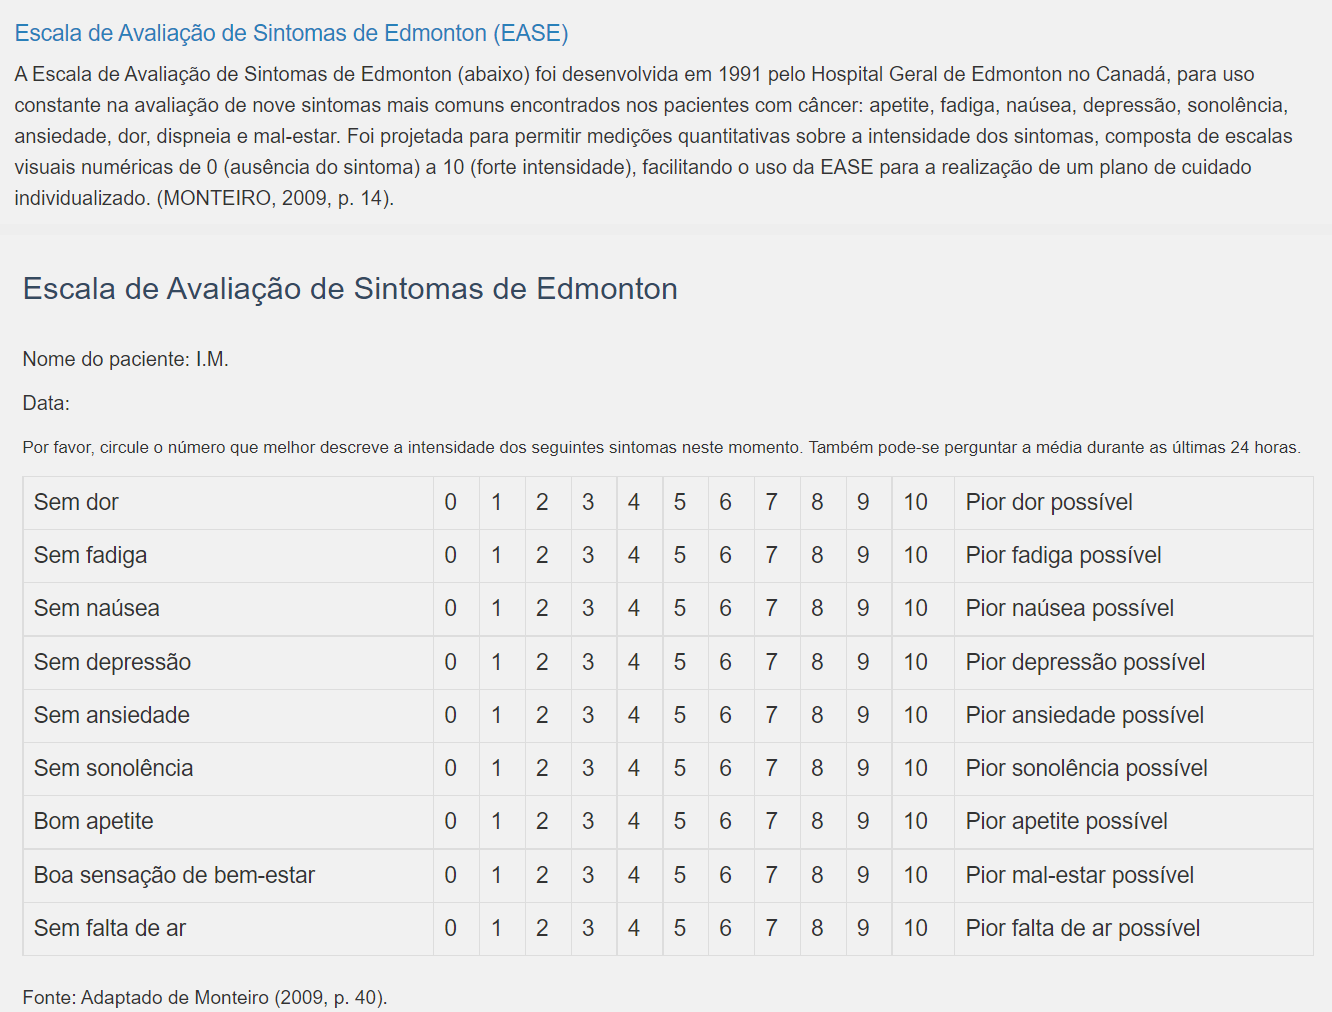 Escala de Avaliação de Sintomas de Edmonton (EASE)
A Escala de Avaliação de Sintomas de Edmonton (abaixo) foi desenvolvida em 1991 pelo Hospital Geral de Edmonton no Canadá, para uso
constante na avaliação de nove sintomas mais comuns encontrados nos pacientes com câncer: apetite, fadiga, naúsea, depressão, sonolência,
ansiedade, dor, dispneia e mal-estar. Foi projetada para permitir medições quantitativas sobre a intensidade dos sintomas, composta de escalas
visuais numéricas de 0 (ausência do sintoma) a 10 (forte intensidade), facilitando o uso da EASE para a realização de um plano de cuidado
individualizado. (MONTEIRO, 2009, p. 14).
Escala de Avaliação de Sintomas de Edmonton
Nome do paciente: I.M.
Data:
Por favor, circule o número que melhor descreve a intensidade dos seguintes sintomas neste momento. Também pode-se perguntar a média durante as últimas 24 horas.
Sem dor 0 1 2 3 4 5 6 7 8 9 10 Pior dor possível
Sem fadiga 0 1 2 3 4 5 6 7 8 9 10 Pior fadiga possível
Sem naúsea 0 1 2 3 4 5 6 7 8 9 10 Pior naúsea possível
Sem depressão 0 1 2 3 4 5 6 7 8 9 10 Pior depressão possível
Sem ansiedade 0 1 2 3 4 5 6 7 8 9 10 Pior ansiedade possível
Sem sonolência 0 1 2 3 4 5 6 7 8 9 10 Pior sonolência possível
Bom apetite 0 1 2 3 4 5 6 7 8 9 10 Pior apetite possível
Boa sensação de bem-estar 0 1 2 3 4 5 6 7 8 9 10 Pior mal-estar possível
Sem falta de ar 0 1 2 3 4 5 6 7 8 9 10 Pior falta de ar possível
Fonte: Adaptado de Monteiro (2009, p. 40).